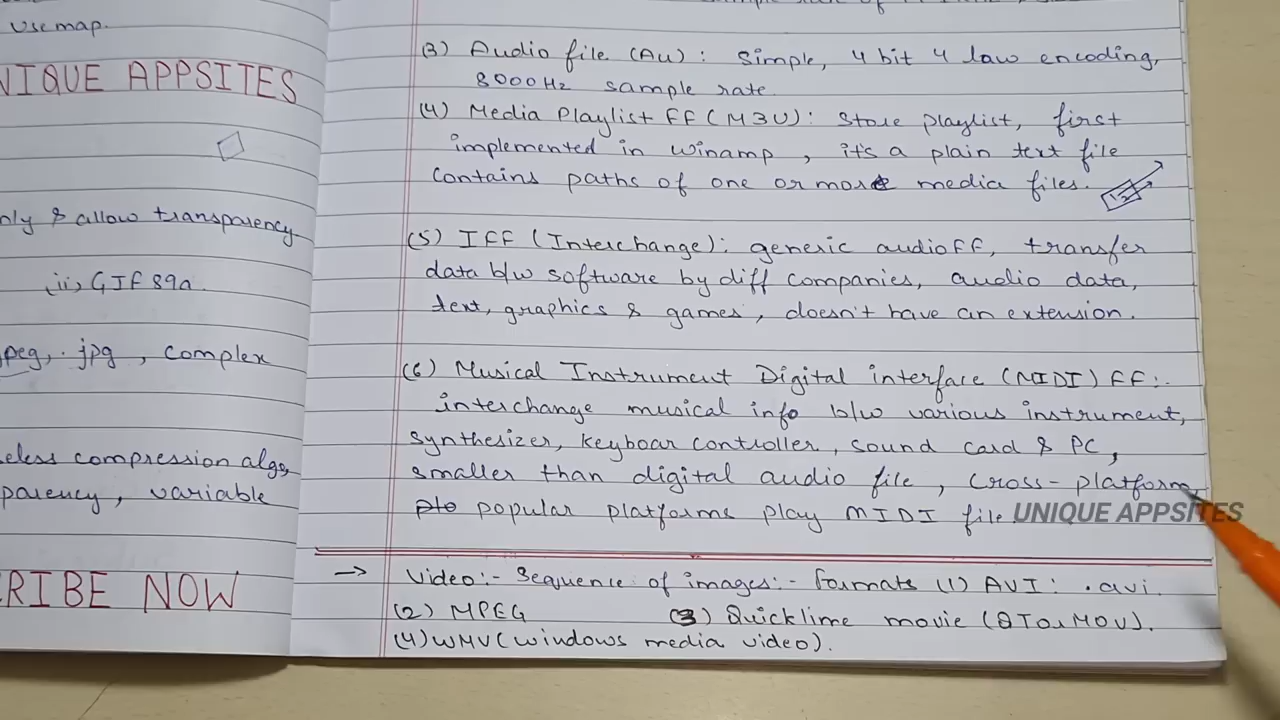 Usemap.
NIQUE APPSITES
nly & allow transparency
(ii) GIF89a
peg, .jpg, complex
eless compression algo,
parency, variable
RIBE NOW
(3) Audio file (Au): Simple, 4 bit 4 law encoding,
8000Hz sample rate.
(4) Media Playlist FF (M3U): Store playlist, first
implemented in winamp, it's a plain text file
contains paths of one or more media files.
(5) IFF (Interchange): generic audio FF, transfer
data b/w software by diff companies, audio data,
text, graphics & games, doesn't have an extension.
(6) Musical Instrument Digital interface (MIDI) FF:-
interchange musical info b/w various instrument,
synthesizer, keyboar controller, sound card & PC,
smaller than digital audio file, cross-platform,
popular platforms play MIDI file
UNIQUE APPSITES
→ Video:- Sequence of images:- formats (1) AVI: .avi.
(2) MPEG (3) Quicklime movie (QT or MOV).
(4) WMV (windows media video).